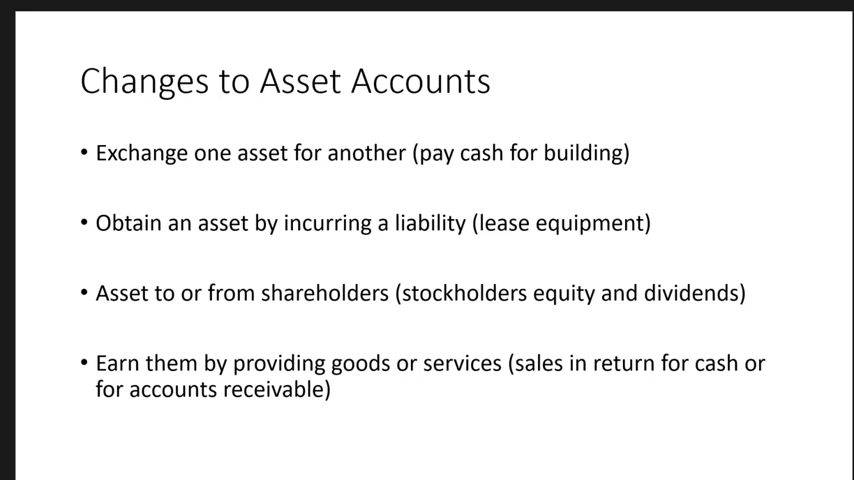 Changes to Asset Accounts
• Exchange one asset for another (pay cash for building)
• Obtain an asset by incurring a liability (lease equipment)
• Asset to or from shareholders (stockholders equity and dividends)
• Earn them by providing goods or services (sales in return for cash or
for accounts receivable)